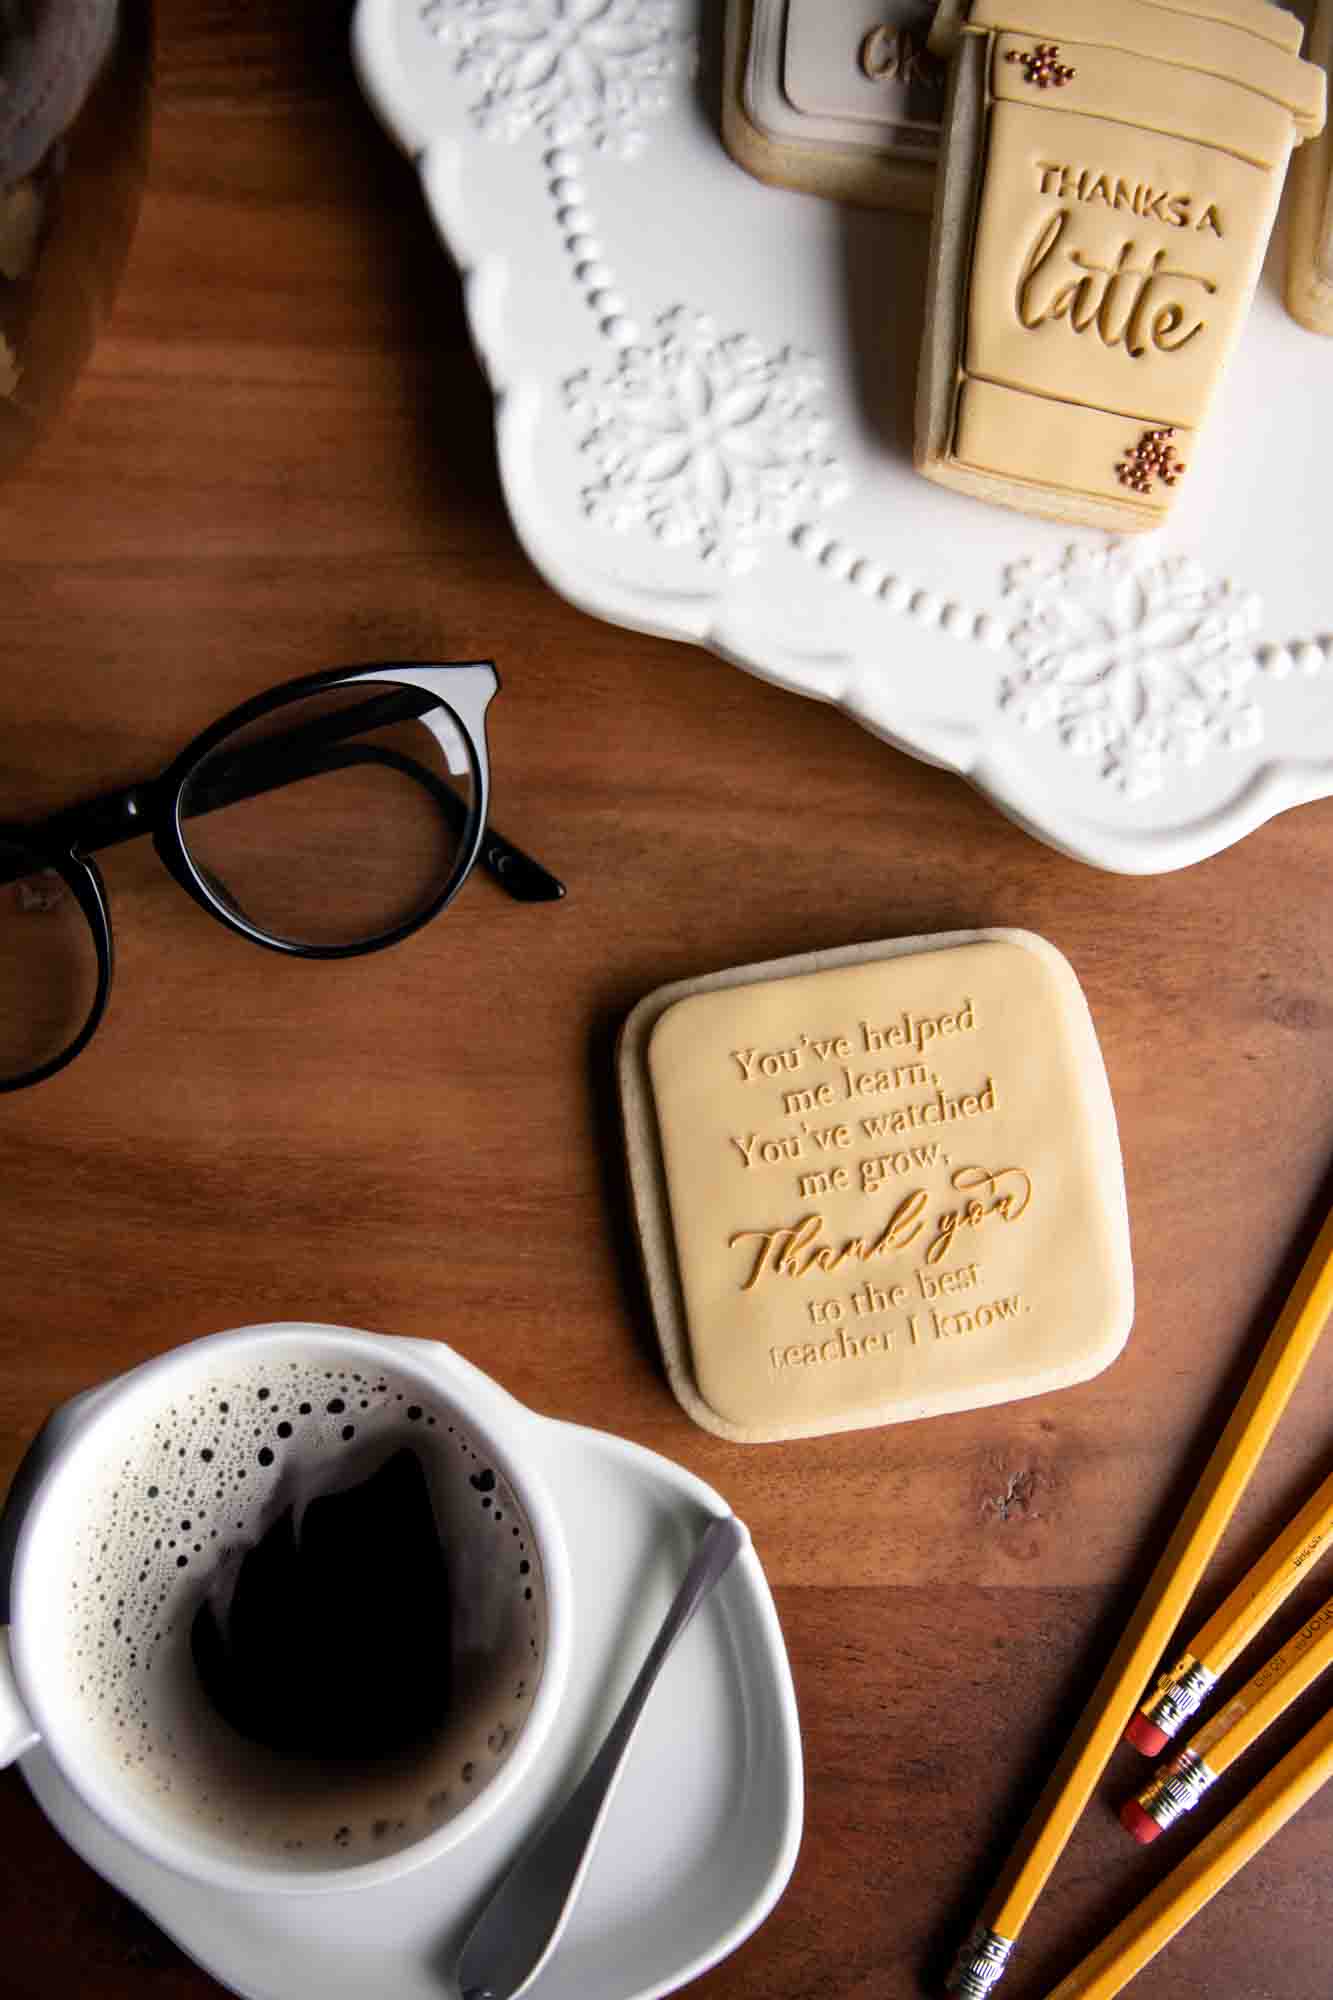 THANKS A
latte
You've helped
me learn,
You've watched
me grow,
Thank you
to the best
teacher I know.